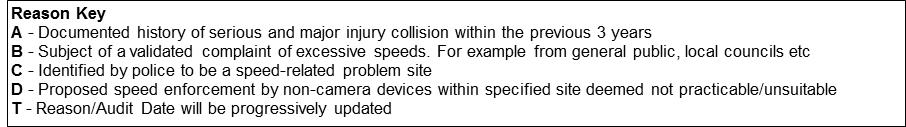 Reason Key
A - Documented history of serious and major injury collision within the previous 3 years
B - Subject of a validated complaint of excessive speeds. For example from general public, local councils etc
C - Identified by police to be a speed-related problem site
D - Proposed speed enforcement by non-camera devices within specified site deemed not practicable/unsuitable
T - Reason/Audit Date will be progressively updated